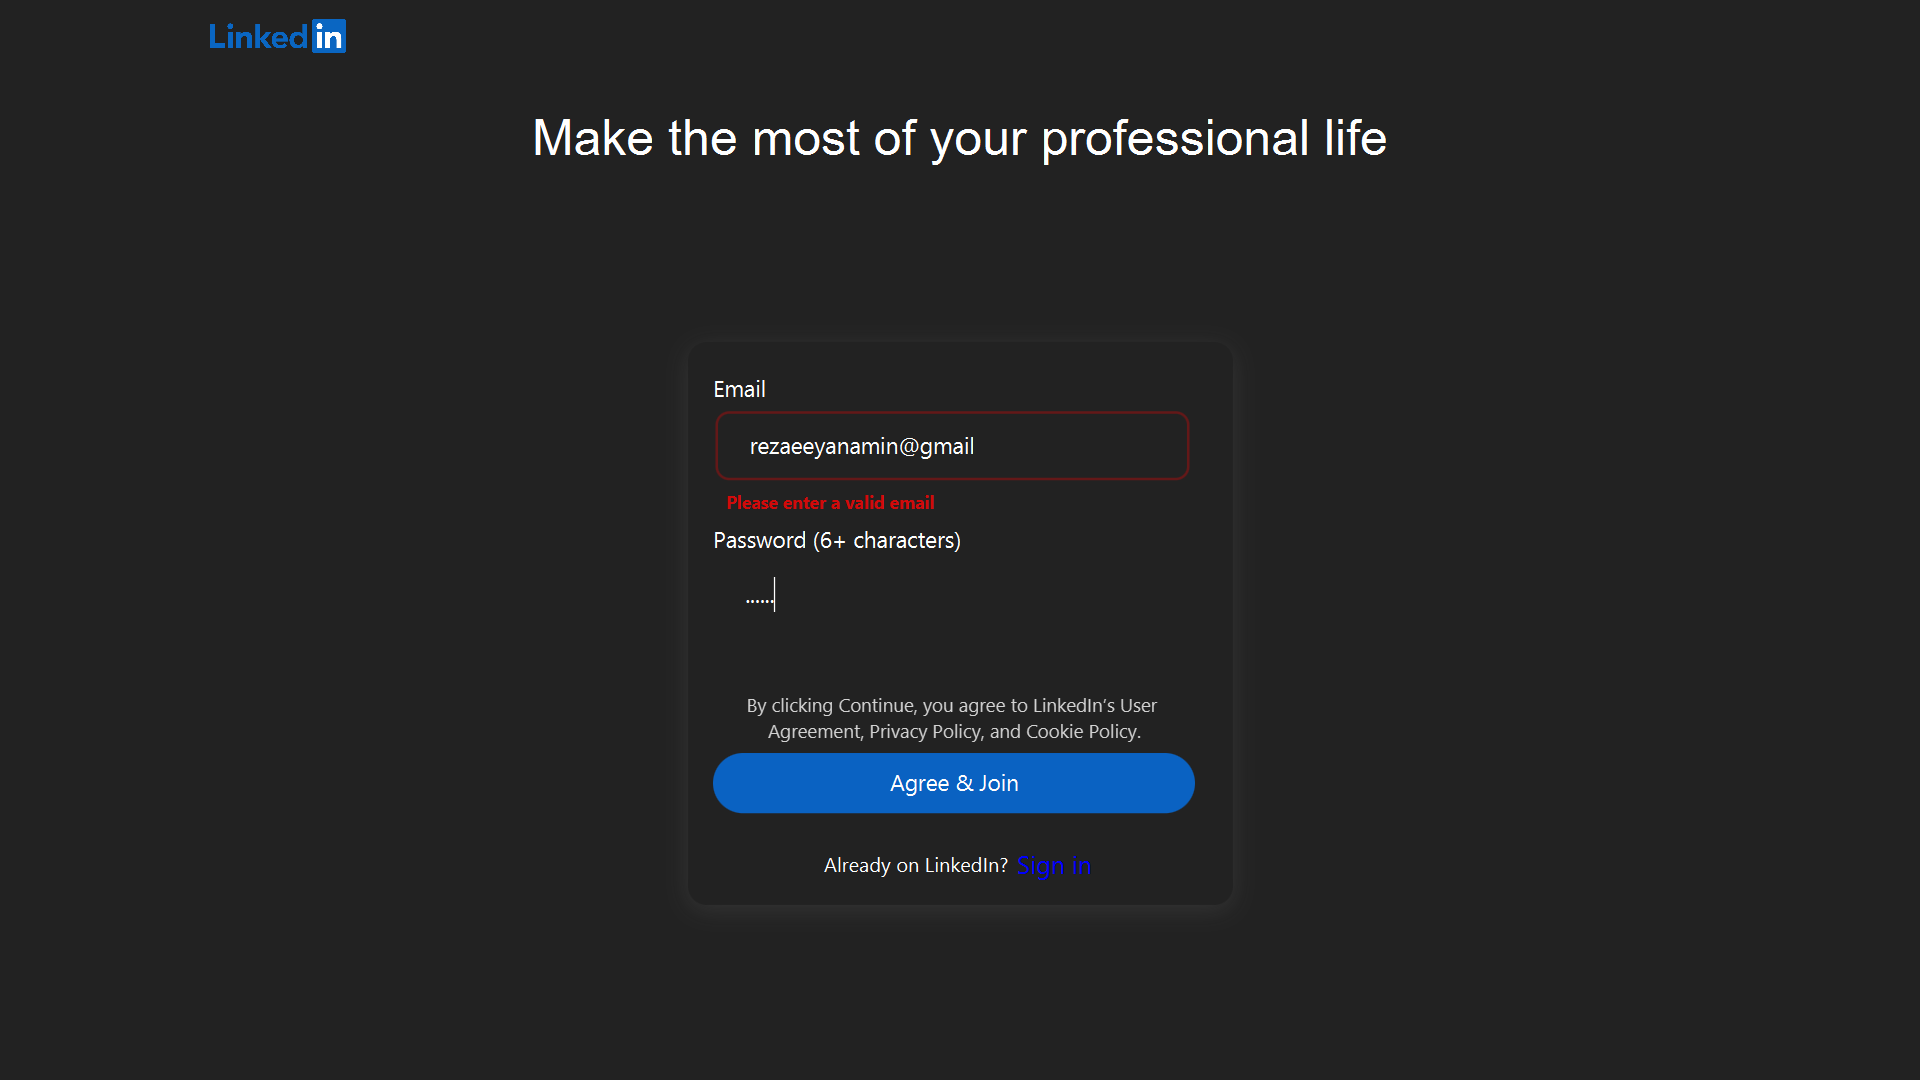 Linkedin
Make the most of your professional life
Email
rezaeeyanamin@gmail
Please enter a valid email
Password (6+ characters)
......
By clicking Continue, you agree to LinkedIn’s User
Agreement, Privacy Policy, and Cookie Policy.
Agree & Join
Already on LinkedIn? Sign in